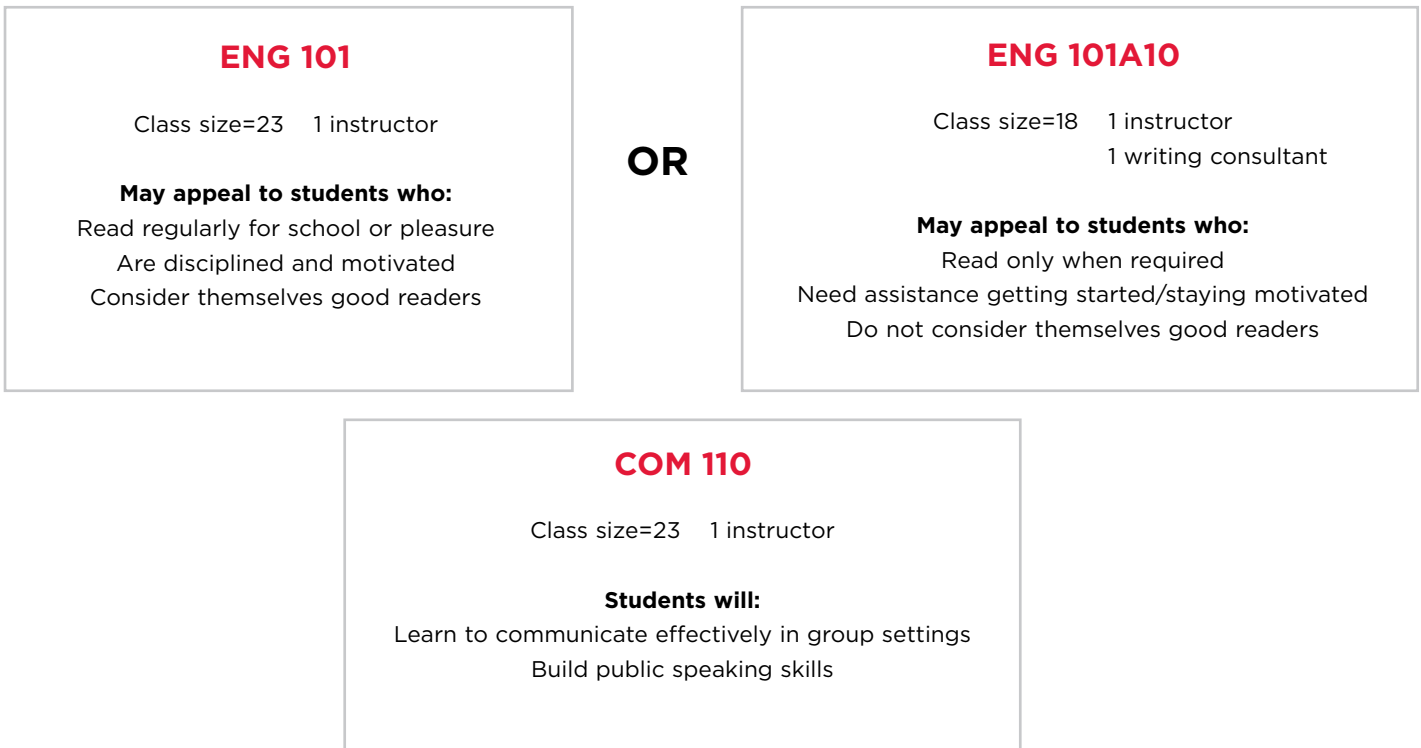 ENG 101
Class size=23 1 instructor
May appeal to students who:
Read regularly for school or pleasure
Are disciplined and motivated
Consider themselves good readers
OR
ENG 101A10
Class size=18 1 instructor
1 writing consultant
May appeal to students who:
Read only when required
Need assistance getting started/staying motivated
Do not consider themselves good readers
COM 110
Class size=23 1 instructor
Students will:
Learn to communicate effectively in group settings
Build public speaking skills